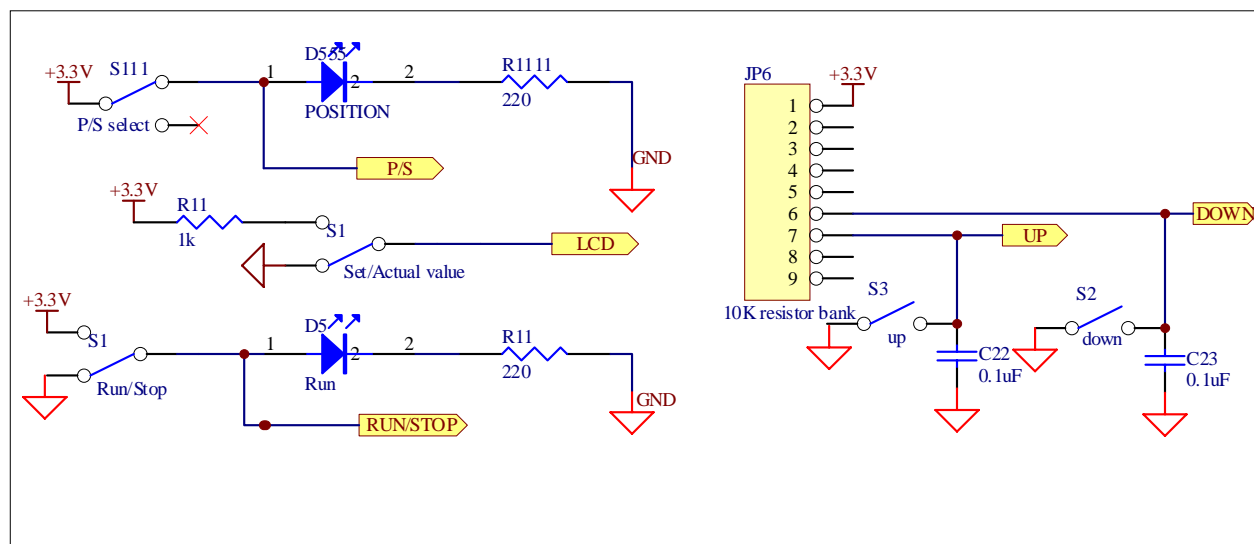 +3.3V
S111
P/S select
1
D555
2
2
POSITION
R1111
220
GND
P/S
+3.3V
R11
1k
S1
Set/Actual value
LCD
+3.3V
S1
Run/Stop
1
D5
2
2
Run
R11
220
GND
RUN/STOP
JP6
+3.3V
1
2
3
4
5
6
7
8
9
10K resistor bank
DOWN
UP
S3
up
C22
0.1uF
S2
down
C23
0.1uF